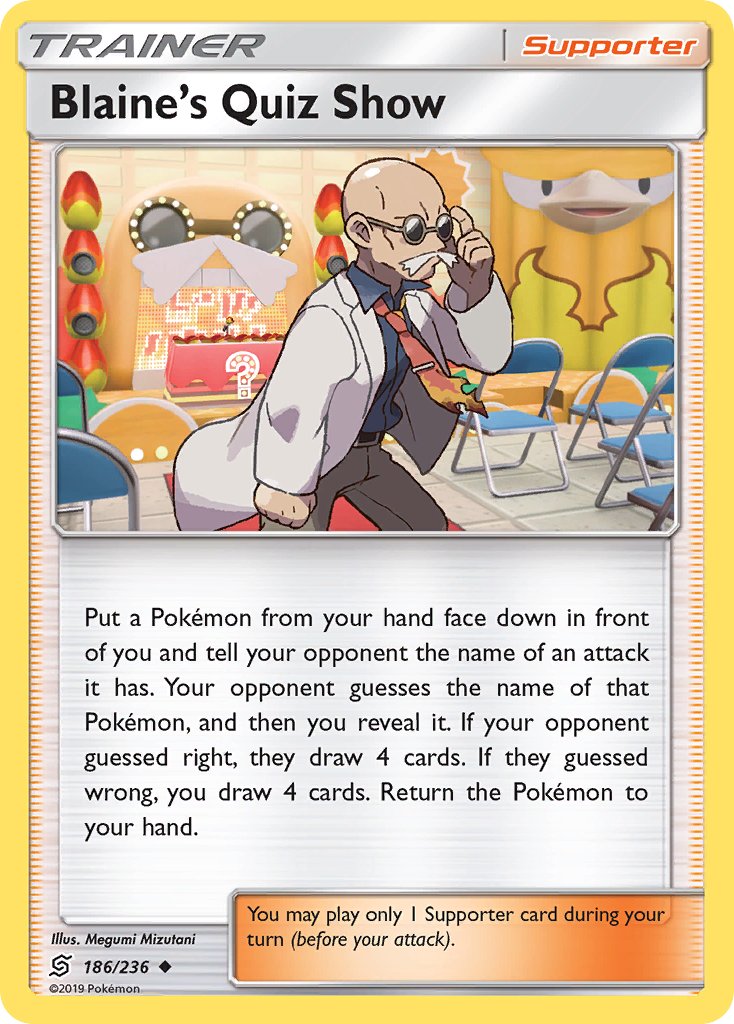 TRAINER
Supporter
Blaine's Quiz Show
?
Put a Pokémon from your hand face down in front
of you and tell your opponent the name of an attack
it has. Your opponent guesses the name of that
Pokémon, and then you reveal it. If your opponent
guessed right, they draw 4 cards. If they guessed
wrong, you draw 4 cards. Return the Pokémon to
your hand.
You may play only 1 Supporter card during your
turn (before your attack).
Illus. Megumi Mizutani
186/236
©2019 Pokémon